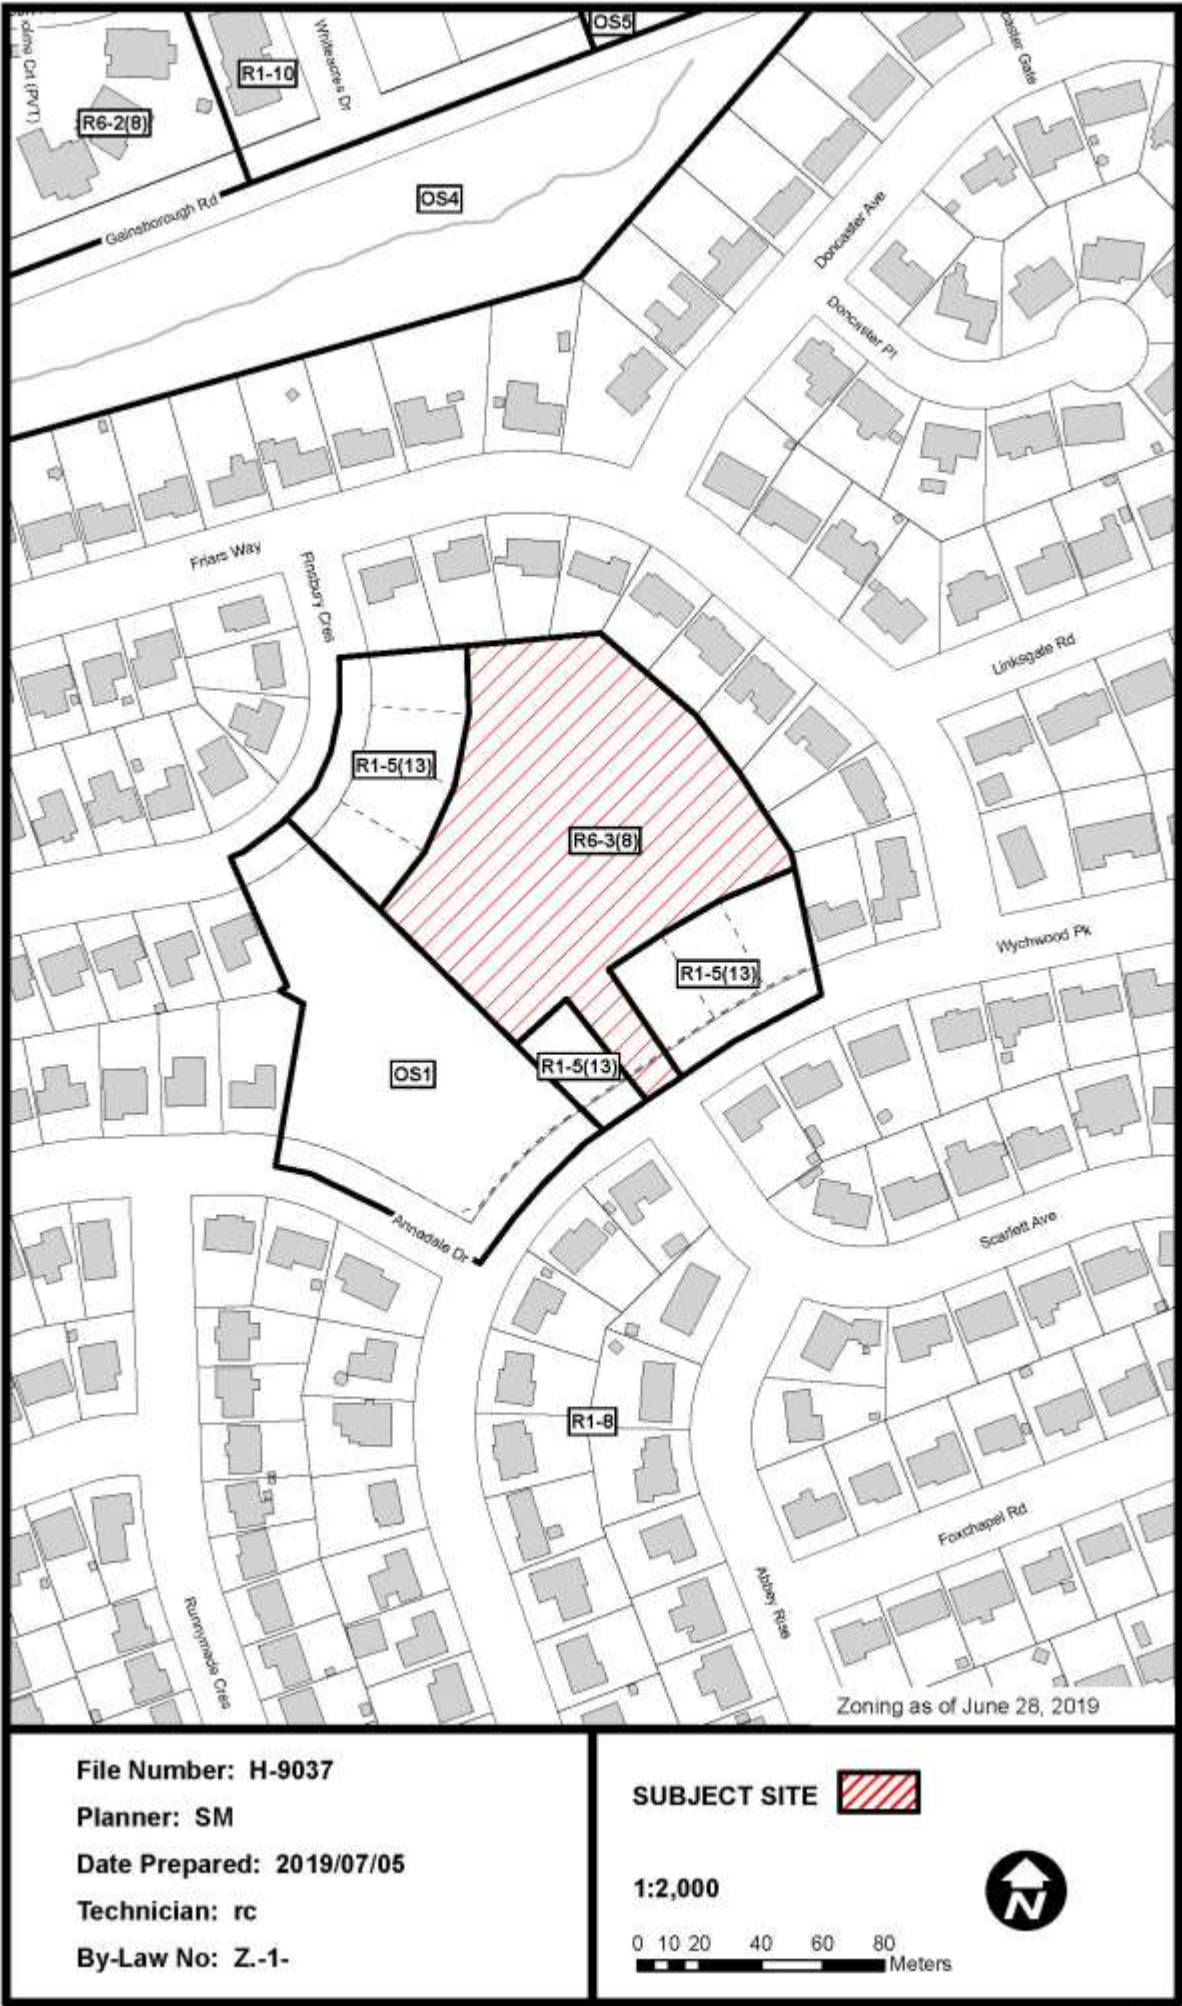 OS5
Whiteacres Dr
R1-10
R6-2(8)
(PVT)
OS4
Gainsborough Rd
Doncaster Ave
Doncaster Pl
Gate
Friars Way
Finsbury Cres
Linksgate Rd
R1-5(13)
R6-3(8)
Wychwood Pk
R1-5(13)
R1-5(13)
OS1
Annadale Dr
Scarlett Ave
R1-8
Foxchapel Rd
Abbey Rise
Runnymede Cres
Zoning as of June 28, 2019
File Number: H-9037
Planner: SM
Date Prepared: 2019/07/05
Technician: rc
By-Law No: Z.-1-
SUBJECT SITE
1:2,000
N
0 10 20 40 60 80
Meters